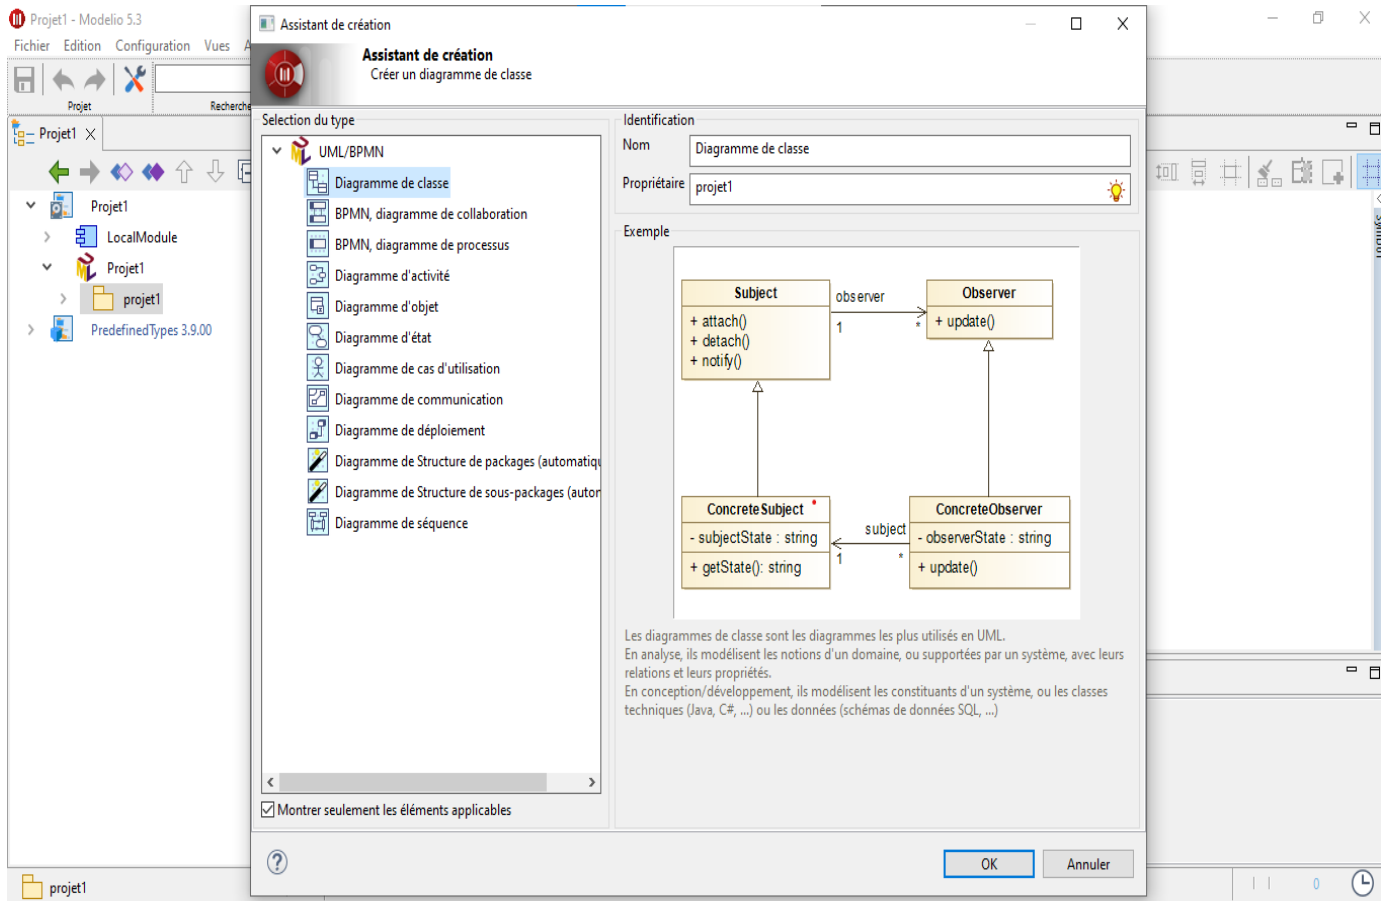 Projet1 - Modelio 5.3
Fichier Edition Configuration Vues A
Projet
Recherche
Projet1
Projet1
LocalModule
Projet1
projet1
PredefinedTypes 3.9.00
projet1
Assistant de création
Assistant de création
Créer un diagramme de classe
Selection du type
UML/BPMN
Diagramme de classe
BPMN, diagramme de collaboration
BPMN, diagramme de processus
Diagramme d'activité
Diagramme d'objet
Diagramme d'état
Diagramme de cas d'utilisation
Diagramme de communication
Diagramme de déploiement
Diagramme de Structure de packages (automatiqu
Diagramme de Structure de sous-packages (autor
Diagramme de séquence
Montrer seulement les éléments applicables
Identification
Nom Diagramme de classe
Propriétaire projet1
Exemple
Subject
+ attach()
+ detach()
+ notify()
observer
1 *
Observer
+ update()
ConcreteSubject
- subjectState : string
+ getState(): string
subject
1 *
ConcreteObserver
- observerState : string
+ update()
Les diagrammes de classe sont les diagrammes les plus utilisés en UML.
En analyse, ils modélisent les notions d'un domaine, ou supportées par un système, avec leurs
relations et leurs propriétés.
En conception/développement, ils modélisent les constituants d'un système, ou les classes
techniques (Java, C#, ...) ou les données (schémas de données SQL, ...)
OK Annuler
0